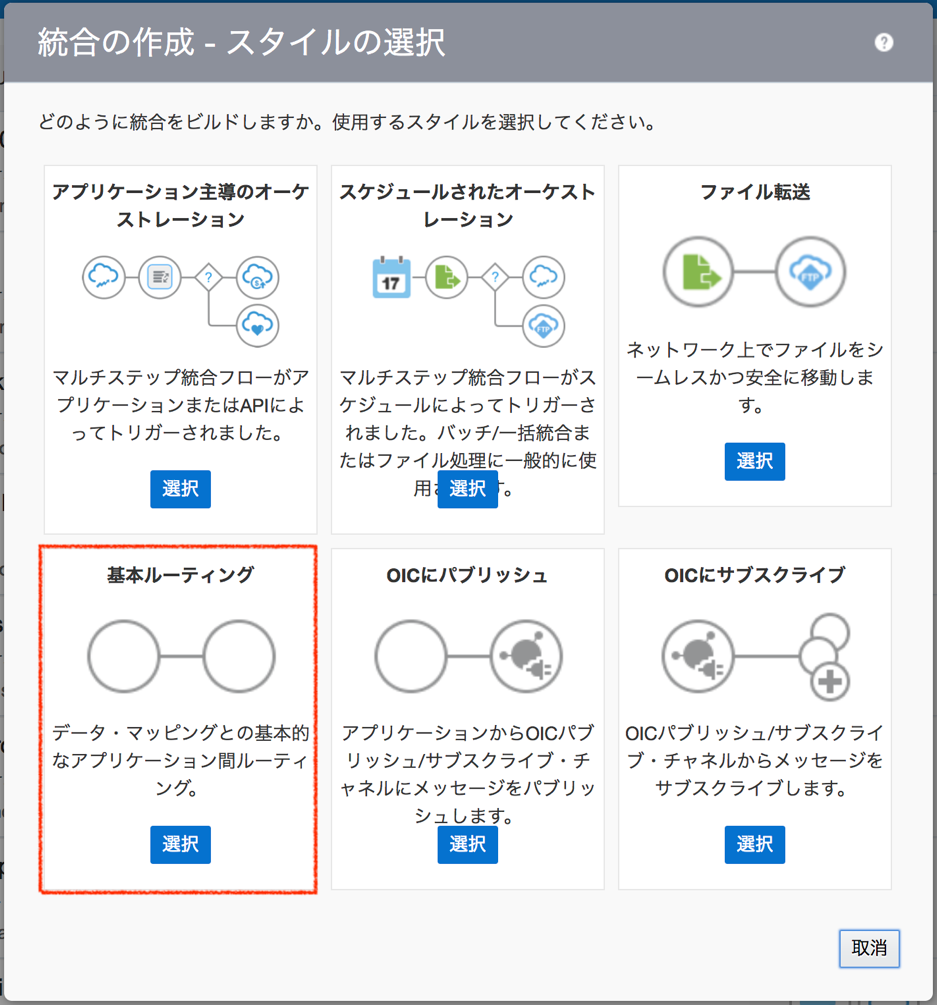 統合の作成 - スタイルの選択
?
どのように統合をビルドしますか。使用するスタイルを選択してください。
アプリケーション主導のオーケ
ストレーション
?
マルチステップ統合フローがア
プリケーションまたはAPIによ
ってトリガーされました。
選択
スケジュールされたオーケスト
レーション
17
?
FTP
マルチステップ統合フローがス
ケジュールによってトリガーさ
れました。バッチ/一括統合ま
たはファイル処理に一般的に使
用さ
す。
選択
ファイル転送
FTP
ネットワーク上でファイルをシ
ームレスかつ安全に移動しま
す。
選択
基本ルーティング
データ・マッピングとの基本的
なアプリケーション間ルーティ
ング。
選択
OICにパブリッシュ
アプリケーションからOICパブ
リッシュ/サブスクライブ・チ
ャネルにメッセージをパブリッ
シュします。
選択
OICにサブスクライブ
OICパブリッシュ/サブスクライ
ブ・チャネルからメッセージを
サブスクライブします。
選択
取消